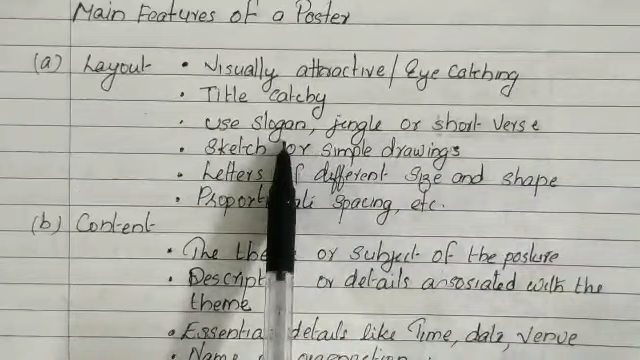 Main Features of a Poster
(a) Layout • Visually attractive/Eye Catching
• Title Catchy
• Use Slogan, jingle or short verse
• Sketch or simple drawings
• Letters of different size and shape
• spacing, etc.
(b) Content
• The or subject of the posture
• or details assosiated with the
theme
• details like Time, date, venue
• Name